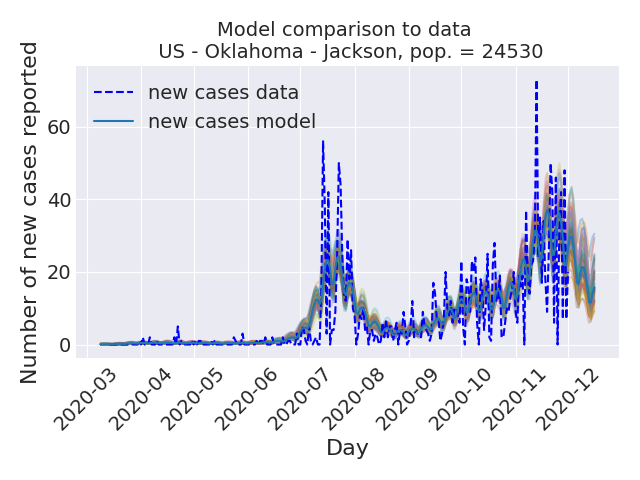 Model comparison to data
US - Oklahoma - Jackson, pop. = 24530
Number of new cases reported
60
40
20
0
new cases data
new cases model
2020-03
2020-04
2020-05
2020-06
2020-07
2020-08
2020-09
2020-10
2020-11
2020-12
Day